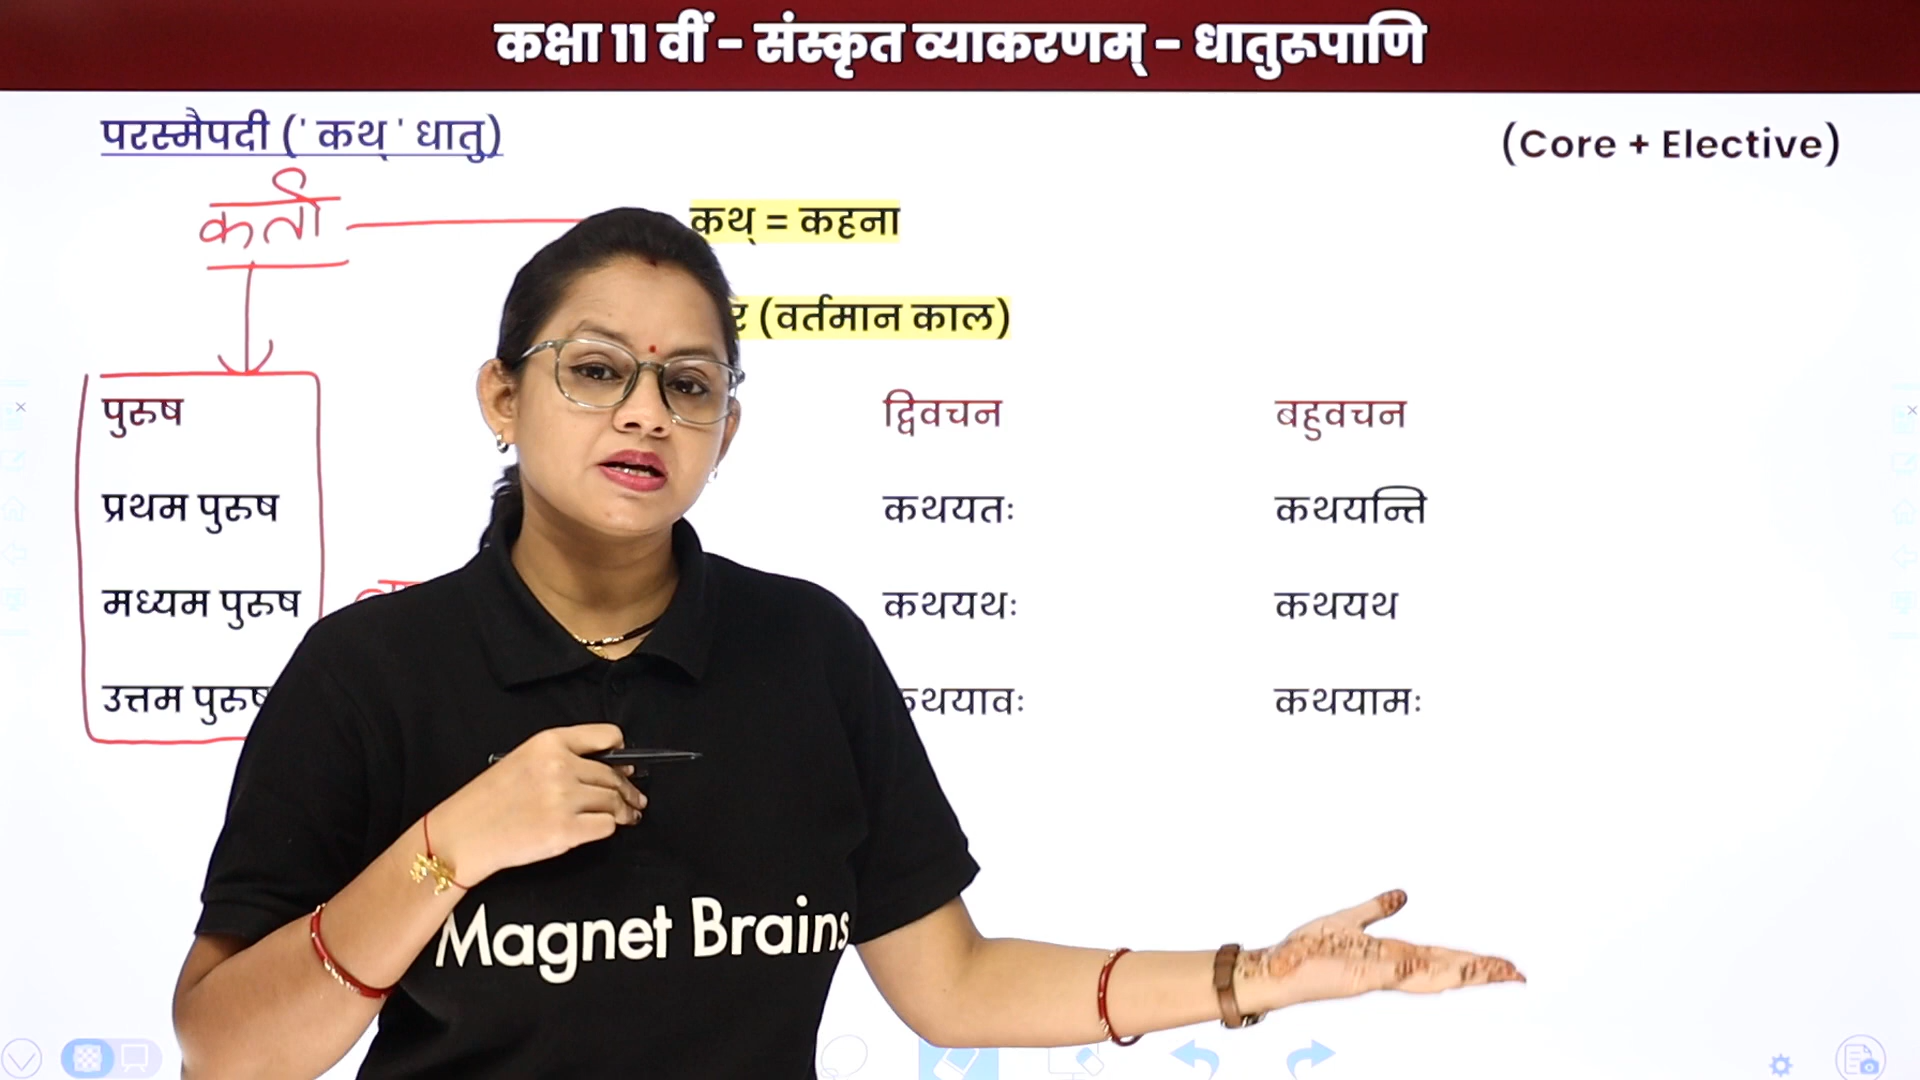 कक्षा 11 वीं - संस्कृत व्याकरणम् - धातुरूपाणि
परस्मैपदी (' कथ् ' धातु)
(Core + Elective)
कर्ता
कथ् = कहना
(वर्तमान काल)
पुरुष द्विवचन बहुवचन
प्रथम पुरुष कथयतः कथयन्ति
मध्यम पुरुष कथयथः कथयथ
उत्तम पुरुष कथयावः कथयामः
Magnet Brains